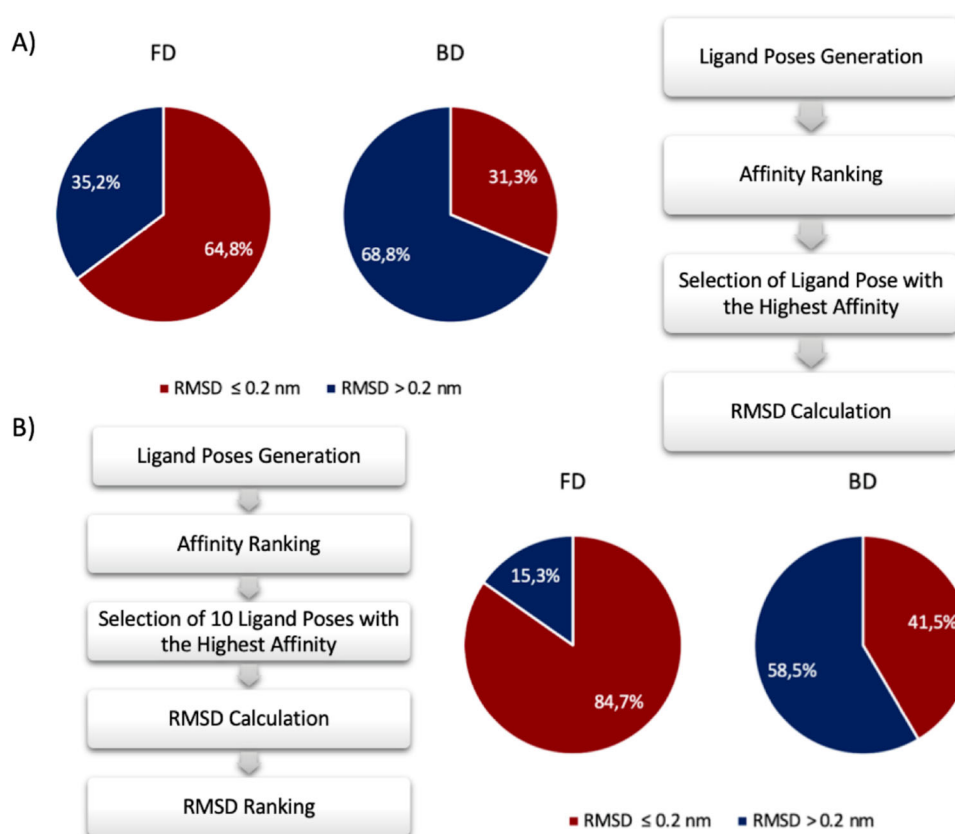 A)
FD
BD
35,2%
64,8%
31,3%
68,8%
RMSD ≤ 0.2 nm
RMSD > 0.2 nm
Ligand Poses Generation
Affinity Ranking
Selection of Ligand Pose with
the Highest Affinity
RMSD Calculation
B)
Ligand Poses Generation
Affinity Ranking
Selection of 10 Ligand Poses with
the Highest Affinity
RMSD Calculation
RMSD Ranking
FD
BD
15,3%
84,7%
41,5%
58,5%
RMSD ≤ 0.2 nm
RMSD > 0.2 nm